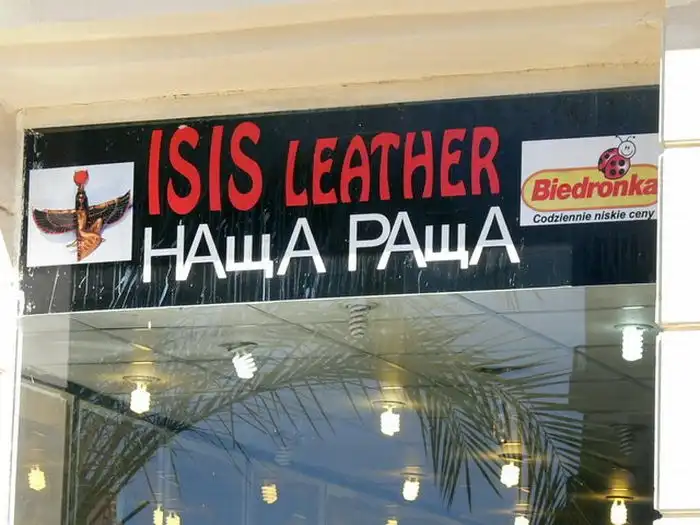 ISIS LEATHER
НАщА РАщА
Biedronka
Codziennie niskie ceny